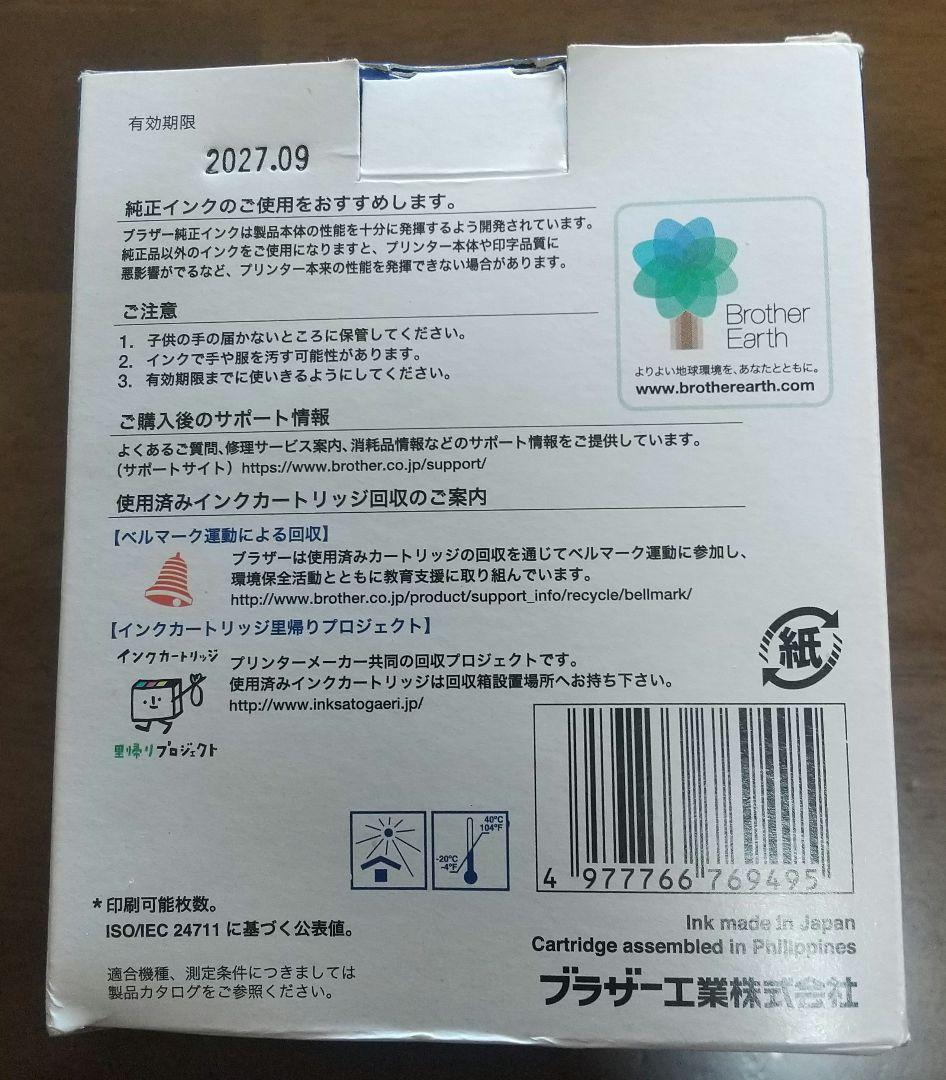 有効期限
2027.09
純正インクのご使用をおすすめします。
ブラザー純正インクは製品本体の性能を十分に発揮するよう開発されています。
純正品以外のインクをご使用になりますと、プリンター本体や印字品質に
悪影響がでるなど、プリンター本来の性能を発揮できない場合があります。
Brother
Earth
よりよい地球環境を、あなたとともに。
www.brotherearth.com
ご注意
1. 子供の手の届かないところに保管してください。
2. インクで手や服を汚す可能性があります。
3. 有効期限までに使いきるようにしてください。
ご購入後のサポート情報
よくあるご質問、修理サービス案内、消耗品情報などのサポート情報をご提供しています。
(サポートサイト) https://www.brother.co.jp/support/
使用済みインクカートリッジ回収のご案内
【ベルマーク運動による回収】
ブラザーは使用済みカートリッジの回収を通じてベルマーク運動に参加し、
環境保全活動とともに教育支援に取り組んでいます。
http://www.brother.co.jp/product/support_info/recycle/bellmark/
【インクカートリッジ里帰りプロジェクト】
インクカートリッジ
里帰りプロジェクト
プリンターメーカー共同の回収プロジェクトです。
使用済みインクカートリッジは回収箱設置場所へお持ち下さい。
http://www.inksatogaeri.jp/
紙
40°C
104°F
-20°C
-4°F
4 977766 769495
*印刷可能枚数。
ISO/IEC 24711 に基づく公表値。
Ink made in Japan
Cartridge assembled in Philippines
適合機種、測定条件につきましては
製品カタログをご参照ください。
ブラザー工業株式会社